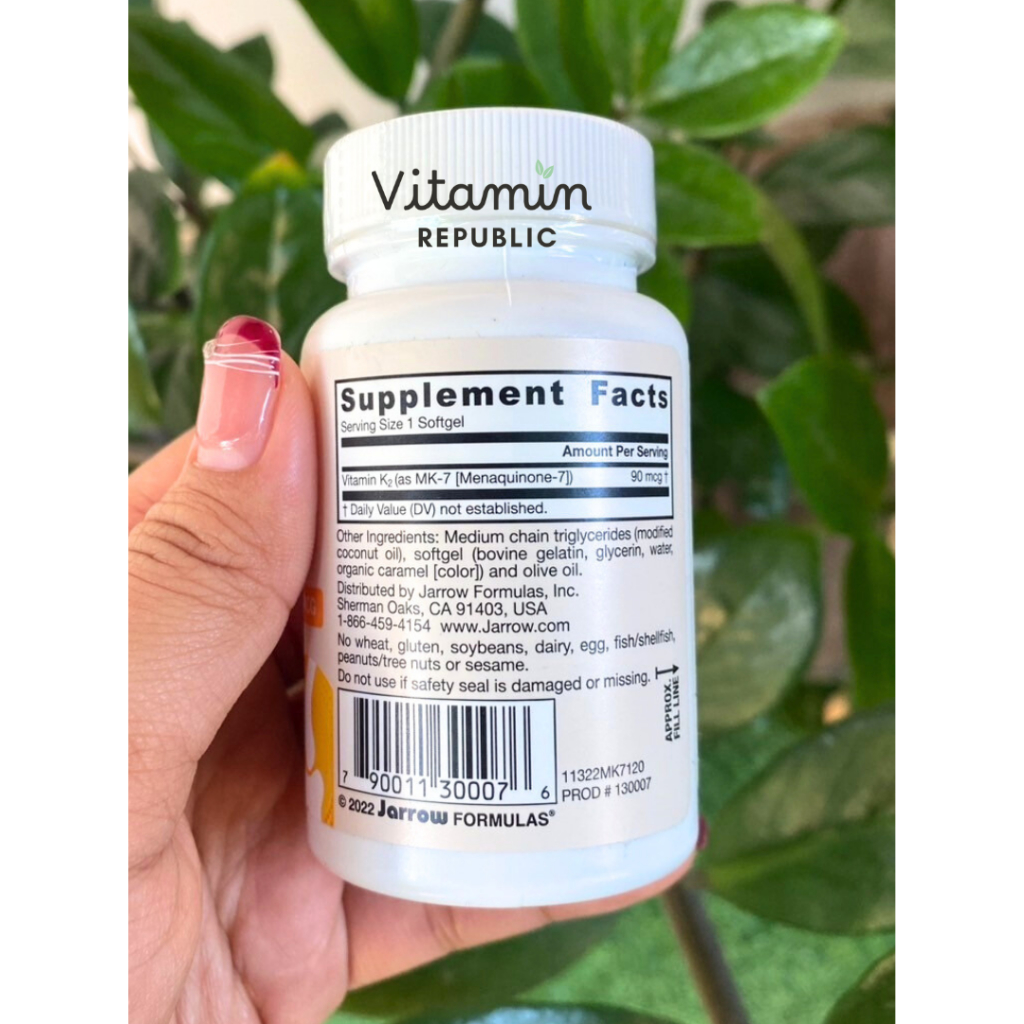 Vitamin
REPUBLIC
Supplement Facts
Serving Size 1 Softgel
Amount Per Serving
Vitamin K₂ (as MK-7 [Menaquinone-7]) 90 mcg †
† Daily Value (DV) not established.
Other Ingredients: Medium chain triglycerides (modified
coconut oil), softgel (bovine gelatin, glycerin, water,
organic caramel [color]) and olive oil.
Distributed by Jarrow Formulas, Inc.
Sherman Oaks, CA 91403, USA
1-866-459-4154 www.Jarrow.com
No wheat, gluten, soybeans, dairy, egg, fish/shellfish,
peanuts/tree nuts or sesame.
Do not use if safety seal is damaged or missing.
APPROX.
FILL LINE
7 90011 30007 6
11322MK7120
PROD # 130007
© 2022 Jarrow FORMULAS®